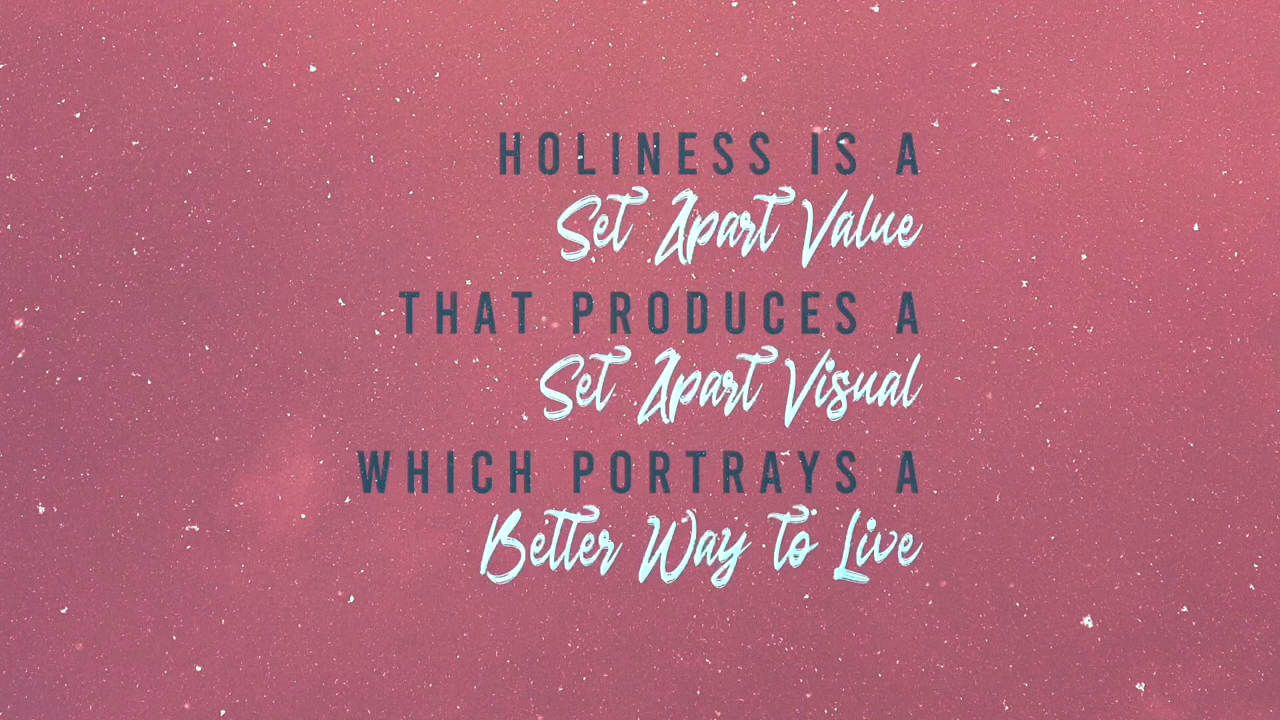 HOLINESS IS A
Set Apart Value
THAT PRODUCES A
Set Apart Visual
WHICH PORTRAYS A
Better Way to Live